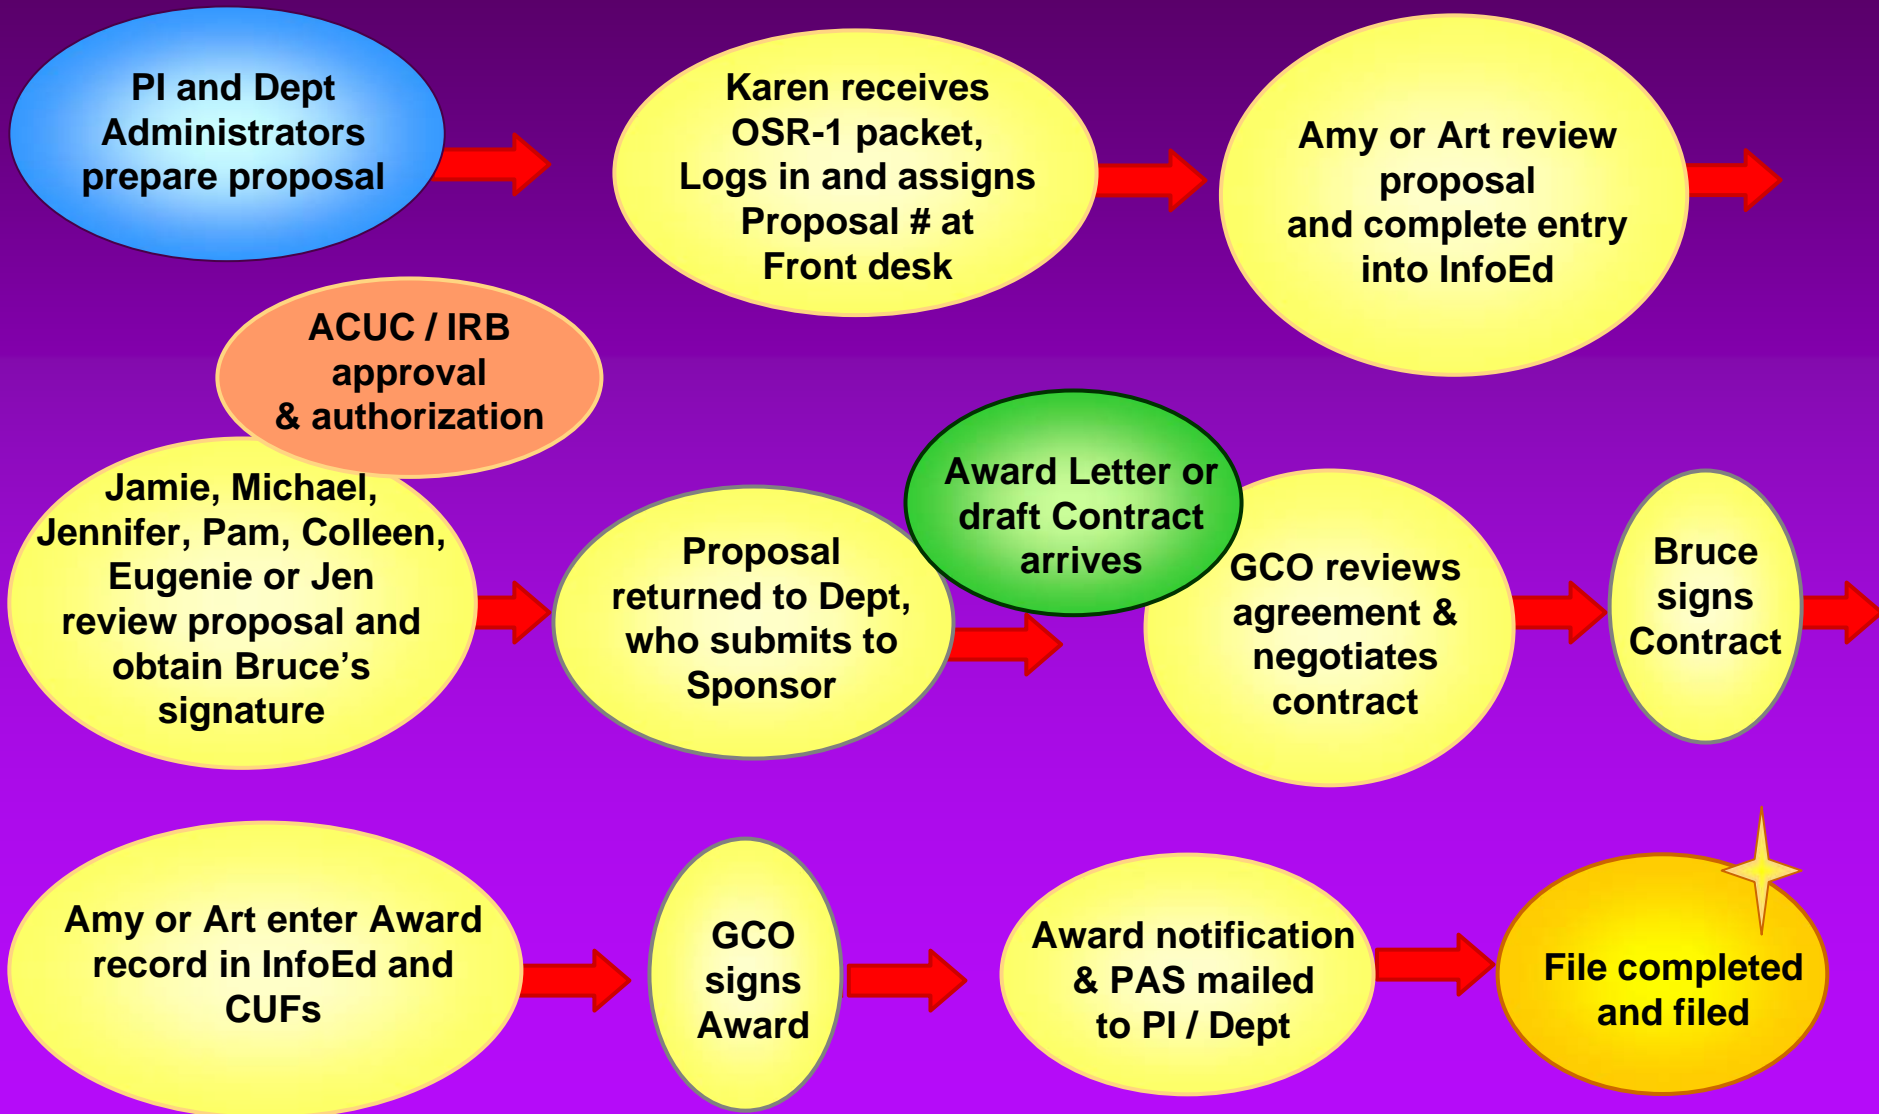 PI and Dept
Administrators
prepare proposal
Karen receives
OSR-1 packet,
Logs in and assigns
Proposal # at
Front desk
Amy or Art review
proposal
and complete entry
into InfoEd
ACUC / IRB
approval
& authorization
Jamie, Michael,
Jennifer, Pam, Colleen,
Eugenie or Jen
review proposal and
obtain Bruce’s
signature
Proposal
returned to Dept,
who submits to
Sponsor
Award Letter or
draft Contract
arrives
GCO reviews
agreement &
negotiates
contract
Bruce
signs
Contract
Amy or Art enter Award
record in InfoEd and
CUFs
GCO
signs
Award
Award notification
& PAS mailed
to PI / Dept
File completed
and filed